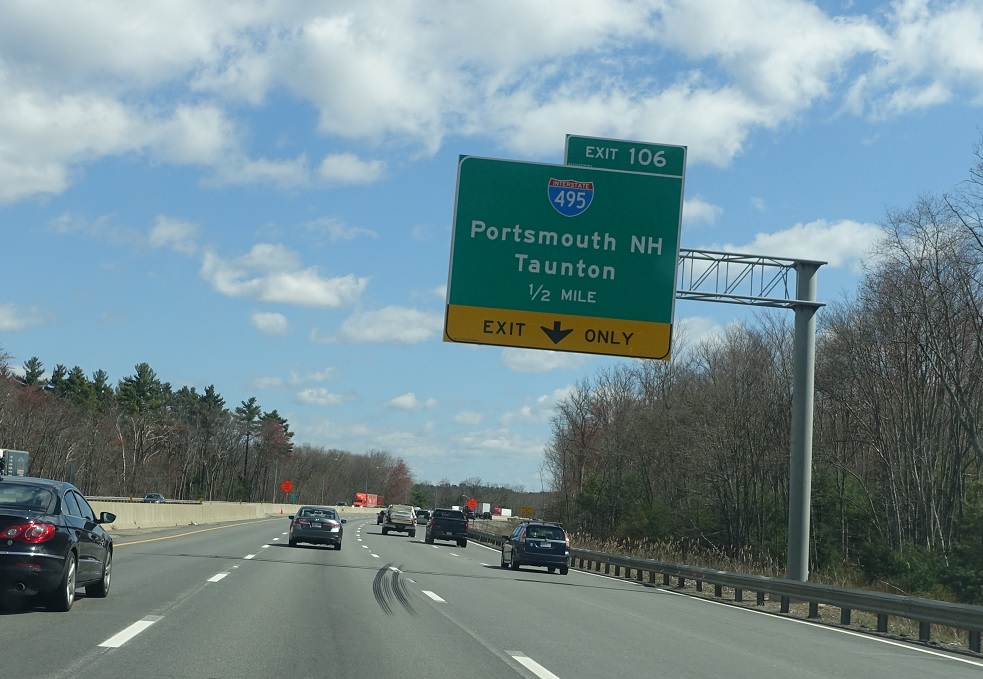 EXIT 106
INTERSTATE
495
Portsmouth NH
Taunton
1/2 MILE
EXIT ONLY